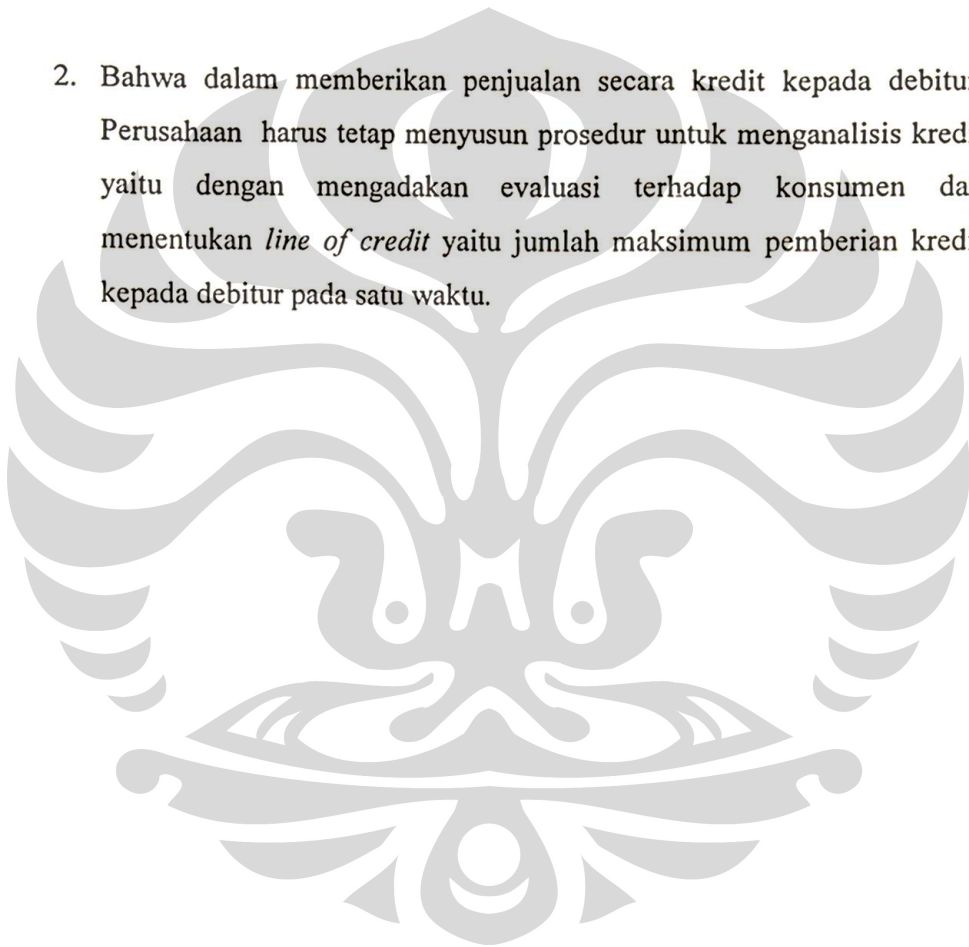 2. Bahwa dalam memberikan penjualan secara kredit kepada debitu
Perusahaan harus tetap menyusun prosedur untuk menganalisis kred
yaitu dengan mengadakan evaluasi terhadap konsumen da
menentukan line of credit yaitu jumlah maksimum pemberian kred
kepada debitur pada satu waktu.